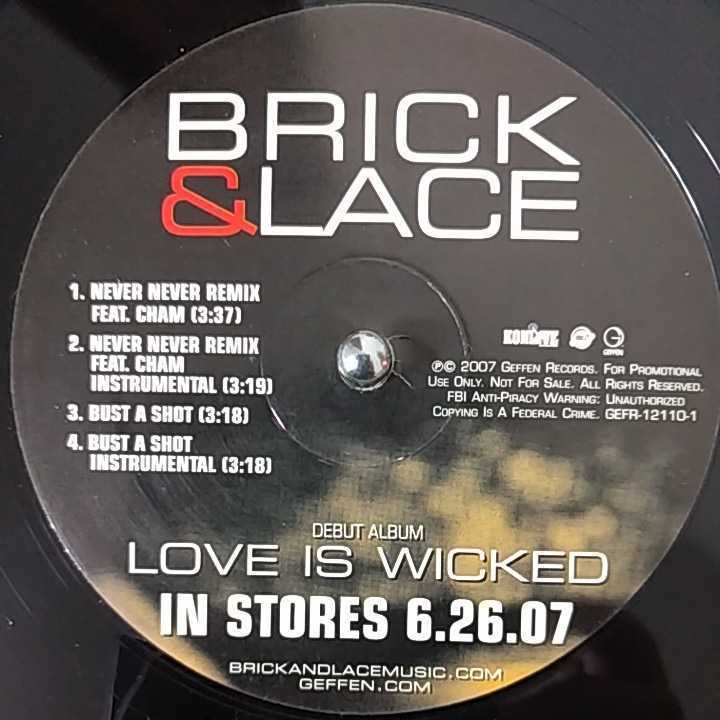 BRICK
&LACE
1. NEVER NEVER REMIX
FEAT. CHAM (3:37)
2. NEVER NEVER REMIX
FEAT. CHAM
INSTRUMENTAL (3:19)
3. BUST A SHOT (3:18)
4. BUST A SHOT
INSTRUMENTAL (3:18)
KONLIVE
GEFFEN
℗© 2007 GEFFEN RECORDS. FOR PROMOTIONAL
USE ONLY. NOT FOR SALE. ALL RIGHTS RESERVED.
FBI ANTI-PIRACY WARNING: UNAUTHORIZED
COPYING IS A FEDERAL CRIME. GEFR-12110-1
DEBUT ALBUM
LOVE IS WICKED
IN STORES 6.26.07
BRICKANDLACEMUSIC.COM
GEFFEN.COM